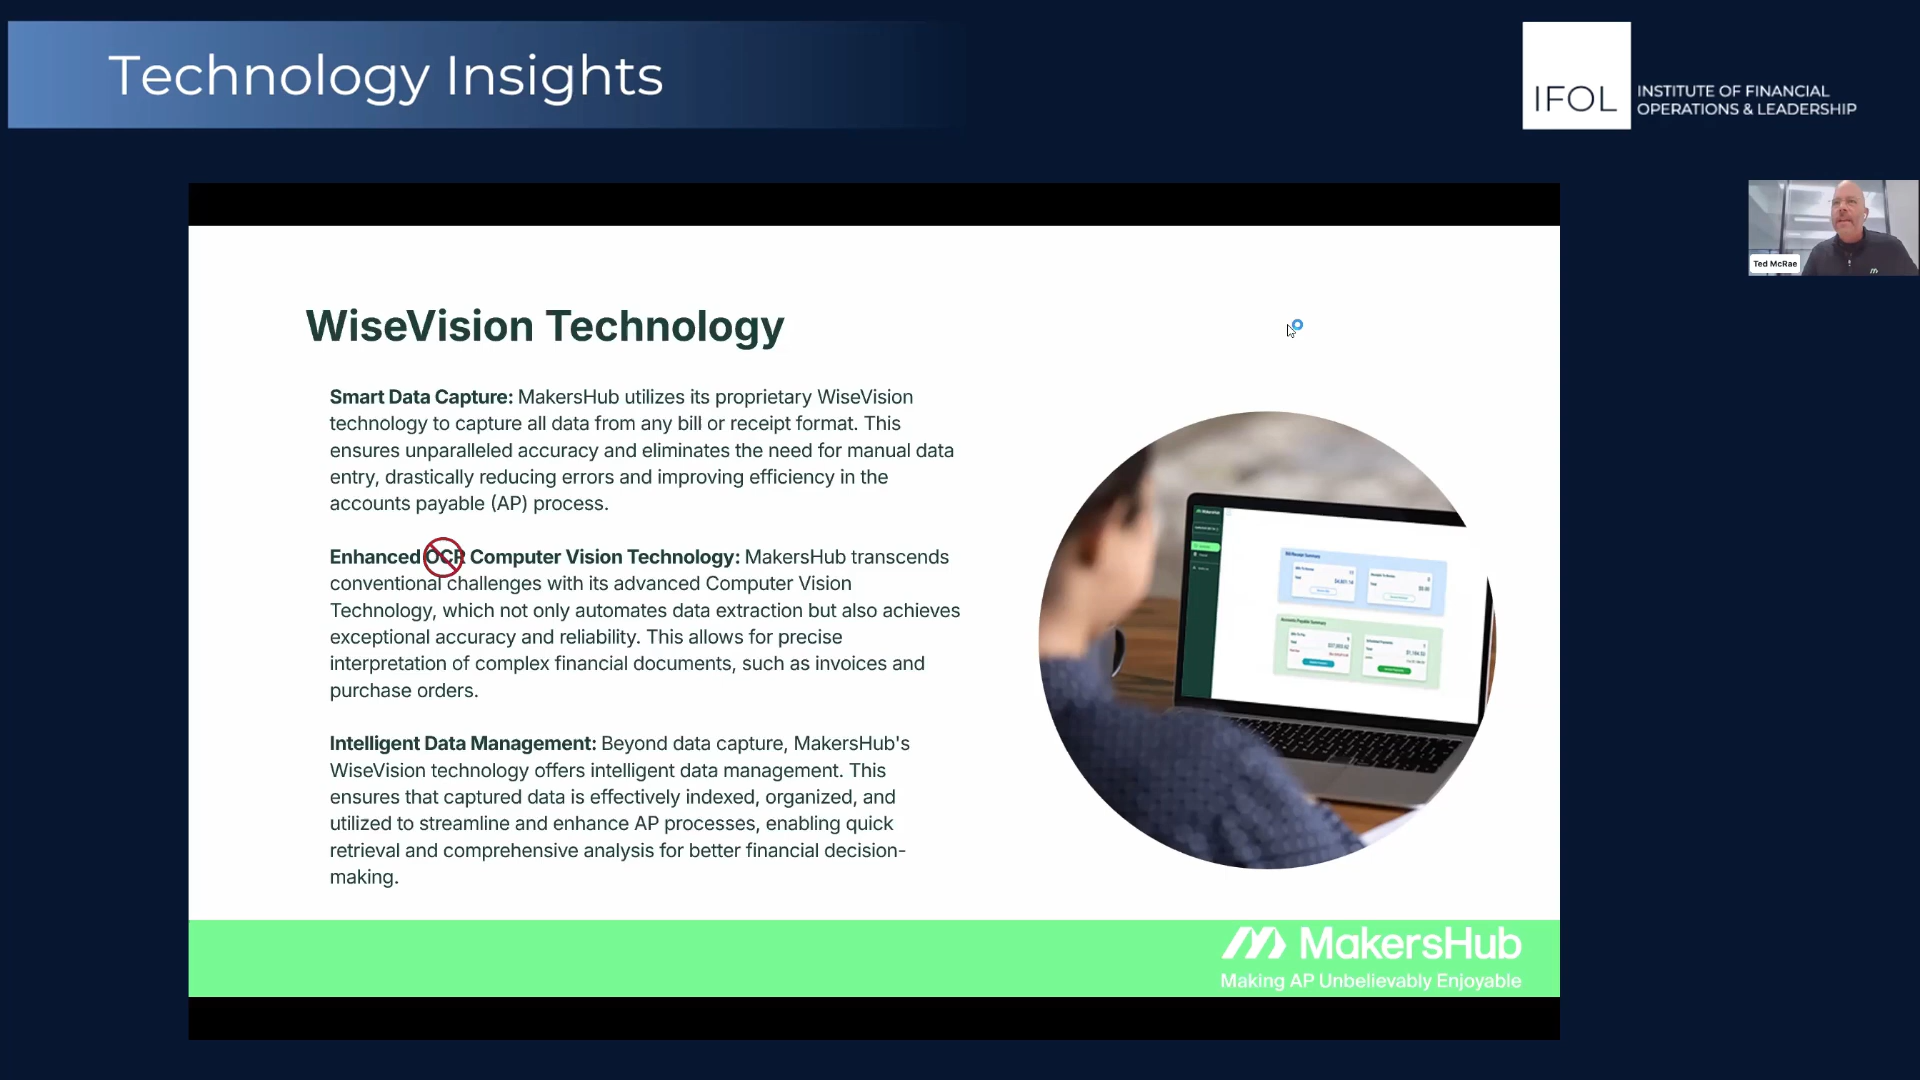 Technology Insights
IFOL
INSTITUTE OF FINANCIAL
OPERATIONS & LEADERSHIP
Ted McRae
WiseVision Technology
Smart Data Capture: MakersHub utilizes its proprietary WiseVision
technology to capture all data from any bill or receipt format. This
ensures unparalleled accuracy and eliminates the need for manual data
entry, drastically reducing errors and improving efficiency in the
accounts payable (AP) process.
Enhanced OCR Computer Vision Technology: MakersHub transcends
conventional challenges with its advanced Computer Vision
Technology, which not only automates data extraction but also achieves
exceptional accuracy and reliability. This allows for precise
interpretation of complex financial documents, such as invoices and
purchase orders.
Intelligent Data Management: Beyond data capture, MakersHub's
WiseVision technology offers intelligent data management. This
ensures that captured data is effectively indexed, organized, and
utilized to streamline and enhance AP processes, enabling quick
retrieval and comprehensive analysis for better financial decision-
making.
MakersHub
Making AP Unbelievably Enjoyable